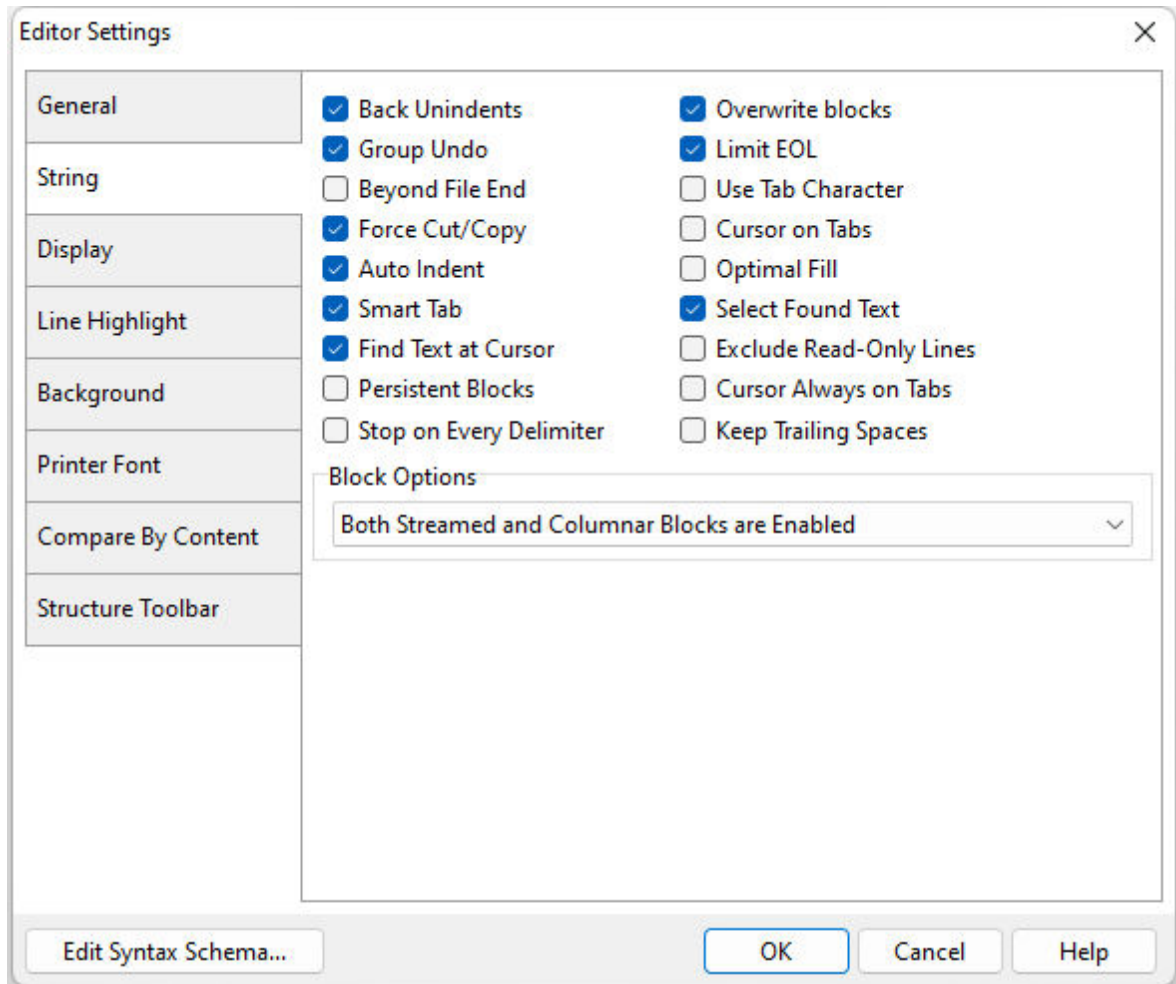 Editor Settings
General
String
Display
Line Highlight
Background
Printer Font
Compare By Content
Structure Toolbar
Back Unindents
Group Undo
Beyond File End
Force Cut/Copy
Auto Indent
Smart Tab
Find Text at Cursor
Persistent Blocks
Stop on Every Delimiter
Overwrite blocks
Limit EOL
Use Tab Character
Cursor on Tabs
Optimal Fill
Select Found Text
Exclude Read-Only Lines
Cursor Always on Tabs
Keep Trailing Spaces
Block Options
Both Streamed and Columnar Blocks are Enabled
Edit Syntax Schema...
OK
Cancel
Help